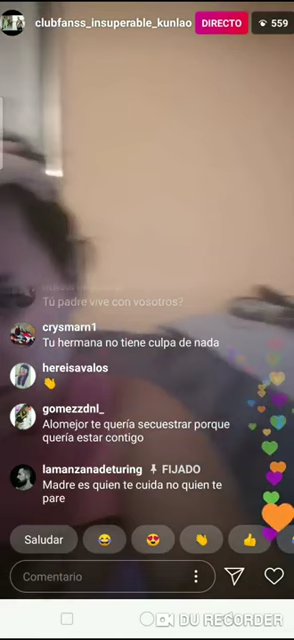 clubfanss_insuperable_kunlao
DIRECTO
559
Tú padre vive con vosotros?
crysmarn1
Tu hermana no tiene culpa de nada
hereisavalos
👏
gomezzdnl_
Alomejor te quería secuestrar porque
quería estar contigo
lamanzanadeturing FIJADO
Madre es quien te cuida no quien te
pare
Saludar 😂 😍 👏 👍
Comentario
DU RECORDER